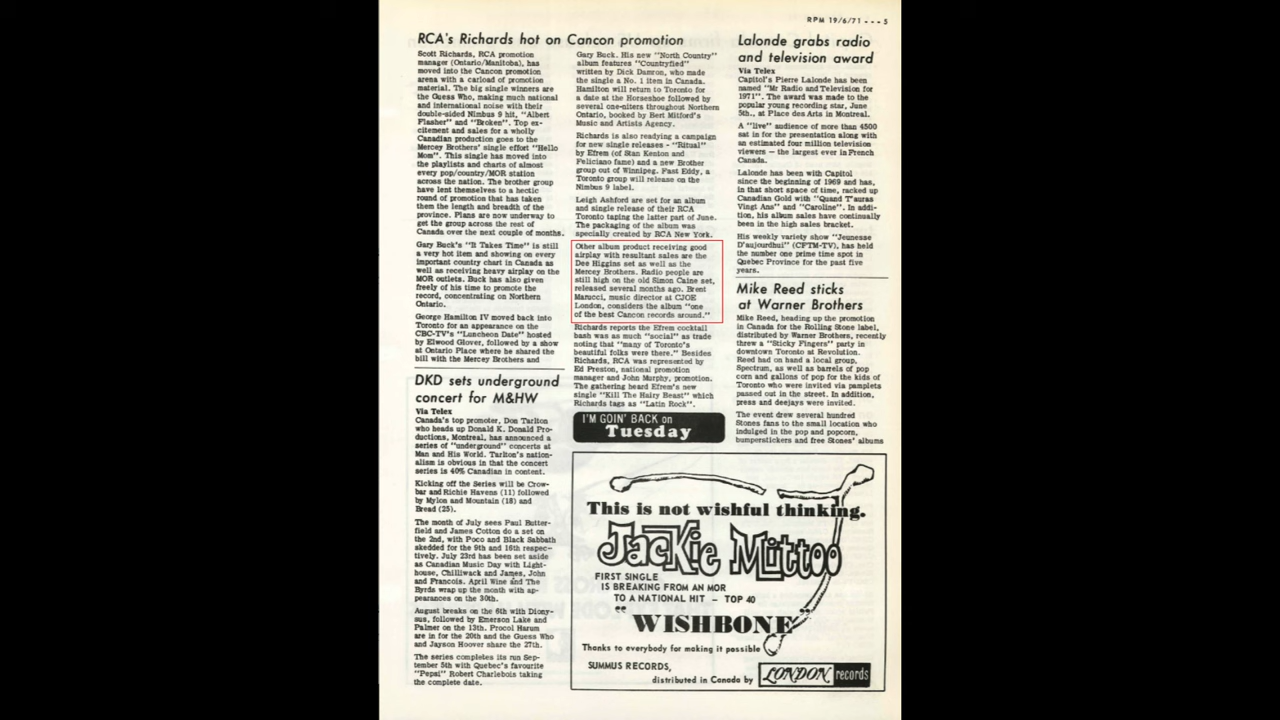 RPM 19/6/71 - - - 5
RCA's Richards hot on Cancon promotion
Scott Richards, RCA promotion
manager (Ontario/Manitoba), has
moved into the Cancon promotion
arena with a carload of promotion
material. The big single winners are
the Guess Who, making much national
and international noise with their
double-sided Nimbus 9 hit, "Albert
Flasher" and "Broken". Top ex-
citement and sales for a wholly
Canadian production goes to the
Mercey Brothers' single effort "Hello
Mom". This single has moved into
the playlists and charts of almost
every pop/country/MOR station
across the nation. The brother group
have lent themselves to a hectic
round of promotion that has taken
them the length and breadth of the
province. Plans are now underway to
get the group across the rest of
Canada over the next couple of months.
Gary Buck's "It Takes Time" is still
a very hot item and showing on every
important country chart in Canada as
well as receiving heavy airplay on the
MOR outlets. Buck has also given
freely of his time to promote the
record, concentrating on Northern
Ontario.
George Hamilton IV moved back into
Toronto for an appearance on the
CBC-TV's "Luncheon Date" hosted
by Elwood Glover, followed by a show
at Ontario Place where he shared the
bill with the Mercey Brothers and
Gary Buck. His new "North Country"
album features "Countryfied"
written by Dick Damron, who made
the single a No. 1 item in Canada.
Hamilton will return to Toronto for
a date at the Horseshoe followed by
several one-niters throughout Northern
Ontario, booked by Bert Mitford's
Music and Artists Agency.
Richards is also readying a campaign
for new single releases - "Ritual"
by Efrem (of Stan Kenton and
Feliciano fame) and a new Brother
group out of Winnipeg. Fast Eddy, a
Toronto group will release on the
Nimbus 9 label.
Leigh Ashford are set for an album
and single release of their RCA
Toronto taping the latter part of June.
The packaging of the album was
specially created by RCA New York.
Other album product receiving good
airplay with resultant sales are the
Dee Higgins set as well as the
Mercey Brothers. Radio people are
still high on the old Simon Caine set,
released several months ago. Brent
Marucci, music director at CJOE
London, considers the album "one
of the best Cancon records around."
Richards reports the Efrem cocktail
bash was as much "social" as trade
noting that "many of Toronto's
beautiful folks were there." Besides
Richards, RCA was represented by
Ed Preston, national promotion
manager and John Murphy, promotion.
The gathering heard Efrem's new
single "Kill The Hairy Beast" which
Richards tags as "Latin Rock".
DKD sets underground
concert for M&HW
Via Telex
Canada's top promoter, Don Tarlton
who heads up Donald K. Donald Pro-
ductions, Montreal, has announced a
series of "underground" concerts at
Man and His World. Tarlton's nation-
alism is obvious in that the concert
series is 40% Canadian in content.
Kicking off the Series will be Crow-
bar and Richie Havens (11) followed
by Mylon and Mountain (18) and
Bread (25).
The month of July sees Paul Butter-
field and James Cotton do a set on
the 2nd, with Poco and Black Sabbath
skedded for the 9th and 16th respec-
tively. July 23rd has been set aside
as Canadian Music Day with Light-
house, Chilliwack and James, John
and Francois. April Wine and The
Byrds wrap up the month with ap-
pearances on the 30th.
August breaks on the 6th with Diony-
sus, followed by Emerson Lake and
Palmer on the 13th. Procol Harum
are in for the 20th and the Guess Who
and Jayson Hoover share the 27th.
The series completes its run Sep-
tember 5th with Quebec's favourite
"Pepsi" Robert Charlebois taking
the complete date.
I'M GOIN' BACK on
Tuesday
Lalonde grabs radio
and television award
Via Telex
Capitol's Pierre Lalonde has been
named "Mr Radio and Television for
1971". The award was made to the
popular young recording star, June
5th., at Place des Arts in Montreal.
A "live" audience of more than 4500
sat in for the presentation along with
an estimated four million television
viewers -- the largest ever in French
Canada.
Lalonde has been with Capitol
since the beginning of 1969 and has,
in that short space of time, racked up
Canadian Gold with "Quand T'auras
Vingt Ans" and "Caroline". In addi-
tion, his album sales have continually
been in the high sales bracket.
His weekly variety show "Jeunesse
D'aujourdhui" (CFTM-TV), has held
the number one prime time spot in
Quebec Province for the past five
years.
Mike Reed sticks
at Warner Brothers
Mike Reed, heading up the promotion
in Canada for the Rolling Stone label,
distributed by Warner Brothers, recently
threw a "Sticky Fingers" party in
downtown Toronto at Revolution.
Reed had on hand a local group,
Spectrum, as well as barrels of pop
corn and gallons of pop for the kids of
Toronto who were invited via pamplets
passed out in the street. In addition,
press and deejays were invited.
The event drew several hundred
Stones fans to the small location who
indulged in the pop and popcorn,
bumperstickers and free Stones' albums
This is not wishful thinking.
Jackie Mittoo
FIRST SINGLE
IS BREAKING FROM AN MOR
TO A NATIONAL HIT - TOP 40
"WISHBONE"
Thanks to everybody for making it possible
SUMMUS RECORDS,
distributed in Canada by LONDON records